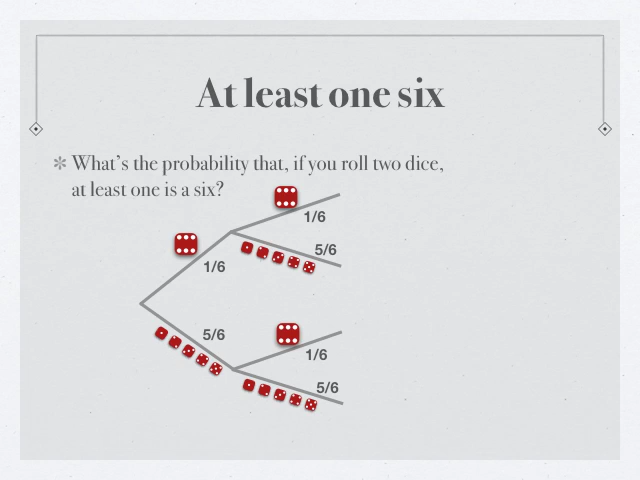 At least one six
What's the probability that, if you roll two dice,
at least one is a six?
1/6
5/6
1/6
5/6
1/6
5/6